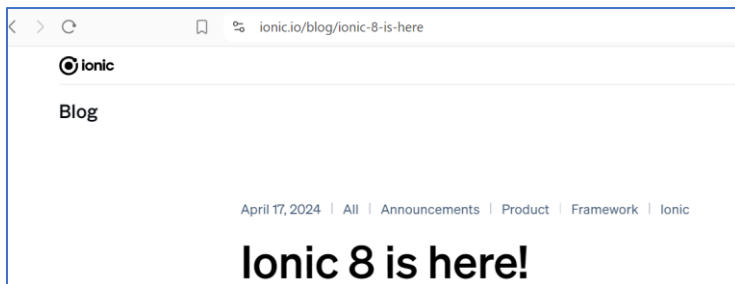 ionic.io/blog/ionic-8-is-here
ionic
Blog
April 17, 2024 | All | Announcements | Product | Framework | Ionic
Ionic 8 is here!